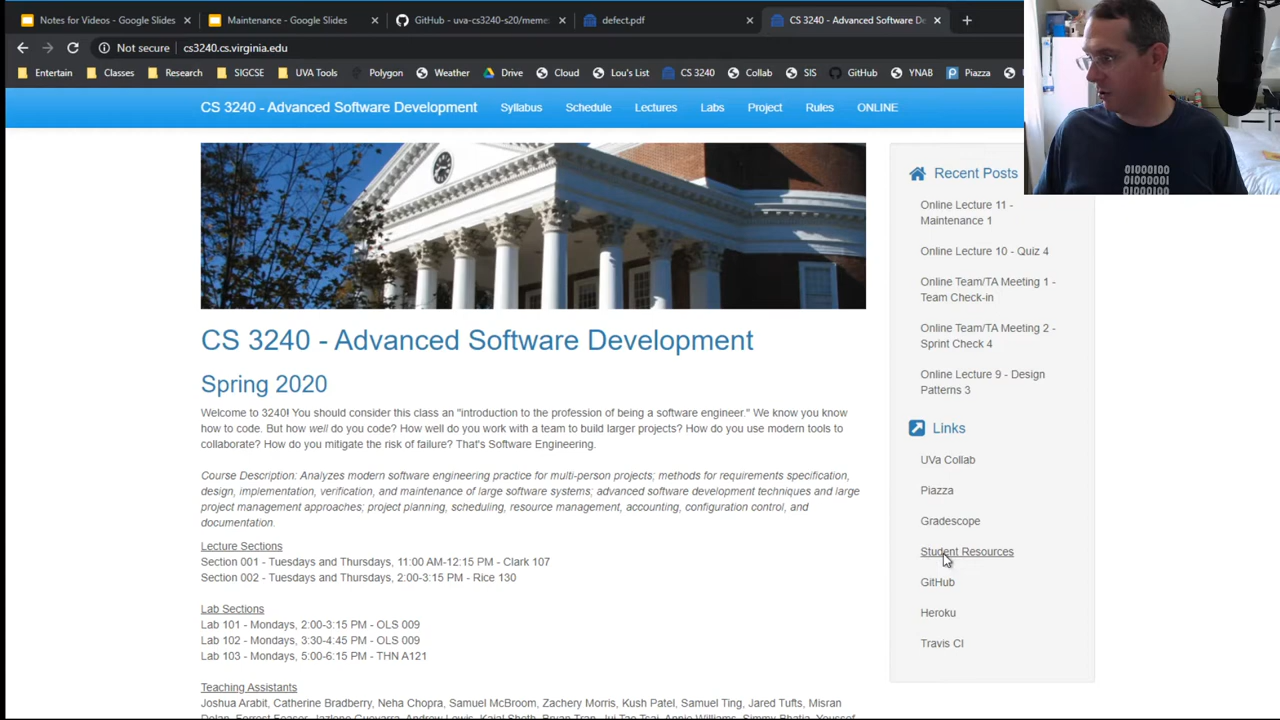 Notes for Videos - Google Slides
Maintenance - Google Slides
GitHub - uva-cs3240-s20/meme
defect.pdf
CS 3240 - Advanced Software De
Not secure
cs3240.cs.virginia.edu
Entertain
Classes
Research
SIGCSE
UVA Tools
Polygon
Weather
Drive
Cloud
Lou's List
CS 3240
Collab
SIS
GitHub
YNAB
Piazza
CS 3240 - Advanced Software Development
Syllabus
Schedule
Lectures
Labs
Project
Rules
ONLINE
01000100
01000001
CS 3240 - Advanced Software Development
Spring 2020
Welcome to 3240! You should consider this class an "introduction to the profession of being a software engineer." We know you know
how to code. But how well do you code? How well do you work with a team to build larger projects? How do you use modern tools to
collaborate? How do you mitigate the risk of failure? That's Software Engineering.
Course Description: Analyzes modern software engineering practice for multi-person projects; methods for requirements specification,
design, implementation, verification, and maintenance of large software systems; advanced software development techniques and large
project management approaches; project planning, scheduling, resource management, accounting, configuration control, and
documentation.
Lecture Sections
Section 001 - Tuesdays and Thursdays, 11:00 AM-12:15 PM - Clark 107
Section 002 - Tuesdays and Thursdays, 2:00-3:15 PM - Rice 130
Lab Sections
Lab 101 - Mondays, 2:00-3:15 PM - OLS 009
Lab 102 - Mondays, 3:30-4:45 PM - OLS 009
Lab 103 - Mondays, 5:00-6:15 PM - THN A121
Teaching Assistants
Joshua Arabit, Catherine Bradberry, Neha Chopra, Samuel McBroom, Zachery Morris, Kush Patel, Samuel Ting, Jared Tufts, Misran
Recent Posts
Online Lecture 11 -
Maintenance 1
Online Lecture 10 - Quiz 4
Online Team/TA Meeting 1 -
Team Check-in
Online Team/TA Meeting 2 -
Sprint Check 4
Online Lecture 9 - Design
Patterns 3
Links
UVa Collab
Piazza
Gradescope
Student Resources
GitHub
Heroku
Travis CI